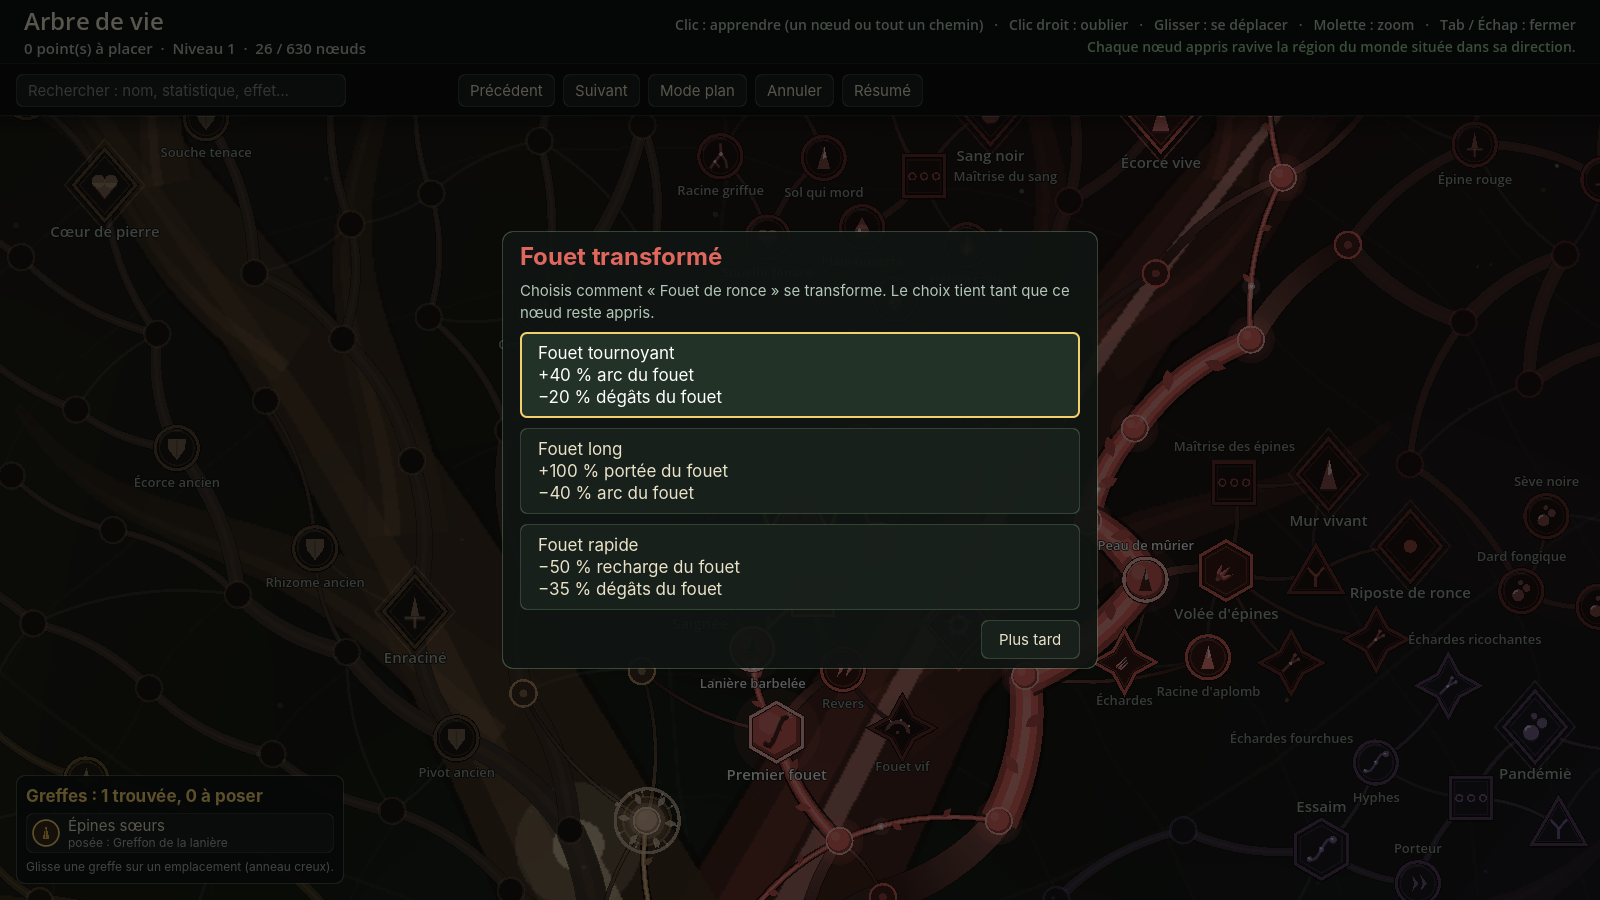 Arbre de vie
0 point(s) à placer · Niveau 1 · 26 / 630 nœuds
Clic : apprendre (un nœud ou tout un chemin) · Clic droit : oublier · Glisser : se déplacer · Molette : zoom · Tab / Échap : fermer
Chaque nœud appris ravive la région du monde située dans sa direction.
Rechercher : nom, statistique, effet...
Précédent
Suivant
Mode plan
Annuler
Résumé
Souche tenace
Sang noir
Écorce vive
Maîtrise du sang
Racine griffue
Sol qui mord
Épine rouge
Cœur de pierre
Fouet transformé
Choisis comment « Fouet de ronce » se transforme. Le choix tient tant que ce
nœud reste appris.
Fouet tournoyant
+40 % arc du fouet
−20 % dégâts du fouet
Fouet long
+100 % portée du fouet
−40 % arc du fouet
Fouet rapide
−50 % recharge du fouet
−35 % dégâts du fouet
Plus tard
Maîtrise des épines
Écorce ancien
Sève noire
Mur vivant
Peau de mûrier
Dard fongique
Rhizome ancien
Riposte de ronce
Volée d'épines
Saignée
Échardes ricochantes
Enraciné
Lanière barbelée
Racine d'aplomb
Échardes
Revers
Échardes fourchues
Fouet vif
Premier fouet
Pivot ancien
Pandémie
Hyphes
Essaim
Porteur
Greffes : 1 trouvée, 0 à poser
Épines sœurs
posée : Greffon de la lanière
Glisse une greffe sur un emplacement (anneau creux).